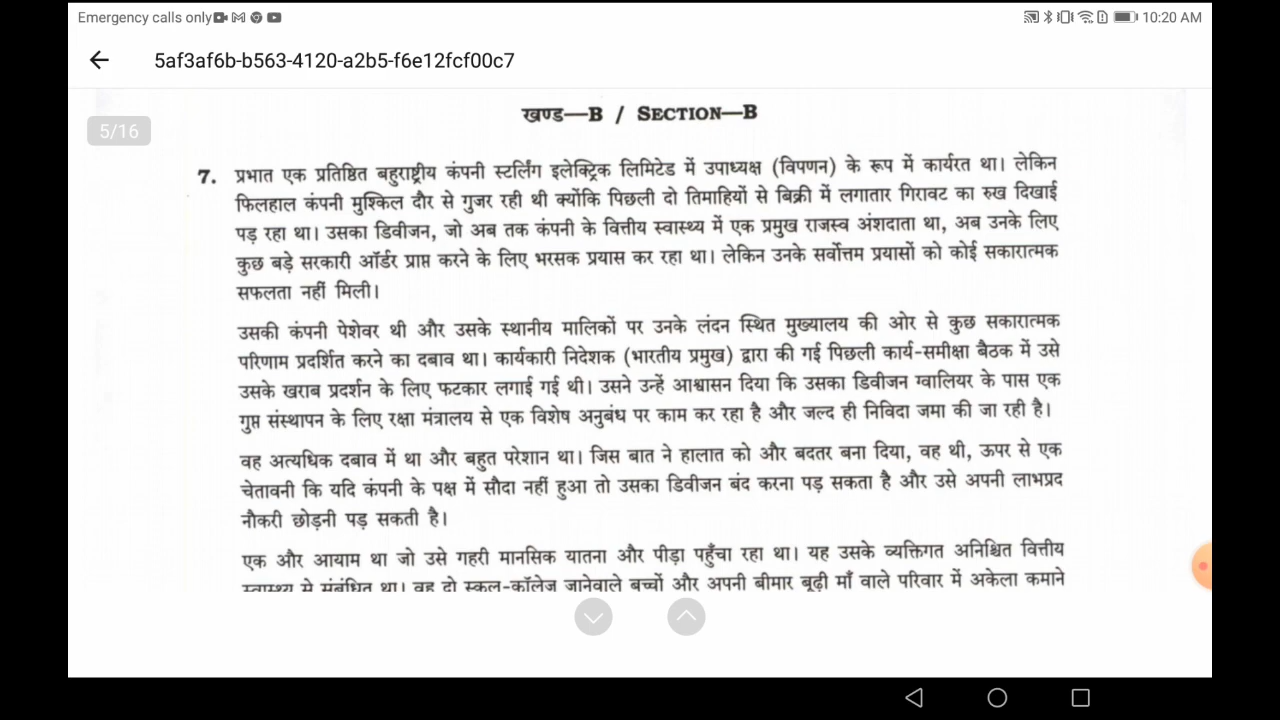 Emergency calls only
10:20 AM
5af3af6b-b563-4120-a2b5-f6e12fcf00c7
5/16
खण्ड—B / SECTION—B
7. प्रभात एक प्रतिष्ठित बहुराष्ट्रीय कंपनी स्टर्लिंग इलेक्ट्रिक लिमिटेड में उपाध्यक्ष (विपणन) के रूप में कार्यरत था। लेकिन
फिलहाल कंपनी मुश्किल दौर से गुजर रही थी क्योंकि पिछली दो तिमाहियों से बिक्री में लगातार गिरावट का रुख दिखाई
पड़ रहा था। उसका डिवीजन, जो अब तक कंपनी के वित्तीय स्वास्थ्य में एक प्रमुख राजस्व अंशदाता था, अब उनके लिए
कुछ बड़े सरकारी ऑर्डर प्राप्त करने के लिए भरसक प्रयास कर रहा था। लेकिन उनके सर्वोत्तम प्रयासों को कोई सकारात्मक
सफलता नहीं मिली।
उसकी कंपनी पेशेवर थी और उसके स्थानीय मालिकों पर उनके लंदन स्थित मुख्यालय की ओर से कुछ सकारात्मक
परिणाम प्रदर्शित करने का दबाव था। कार्यकारी निदेशक (भारतीय प्रमुख) द्वारा की गई पिछली कार्य-समीक्षा बैठक में उसे
उसके खराब प्रदर्शन के लिए फटकार लगाई गई थी। उसने उन्हें आश्वासन दिया कि उसका डिवीजन ग्वालियर के पास एक
गुप्त संस्थापन के लिए रक्षा मंत्रालय से एक विशेष अनुबंध पर काम कर रहा है और जल्द ही निविदा जमा की जा रही है।
वह अत्यधिक दबाव में था और बहुत परेशान था। जिस बात ने हालात को और बदतर बना दिया, वह थी, ऊपर से एक
चेतावनी कि यदि कंपनी के पक्ष में सौदा नहीं हुआ तो उसका डिवीजन बंद करना पड़ सकता है और उसे अपनी लाभप्रद
नौकरी छोड़नी पड़ सकती है।
एक और आयाम था जो उसे गहरी मानसिक यातना और पीड़ा पहुँचा रहा था। यह उसके व्यक्तिगत अनिश्चित वित्तीय
स्वास्थ्य से संबंधित था। वह दो स्कूल-कॉलेज जानेवाले बच्चों और अपनी बीमार बूढ़ी माँ वाले परिवार में अकेला कमाने